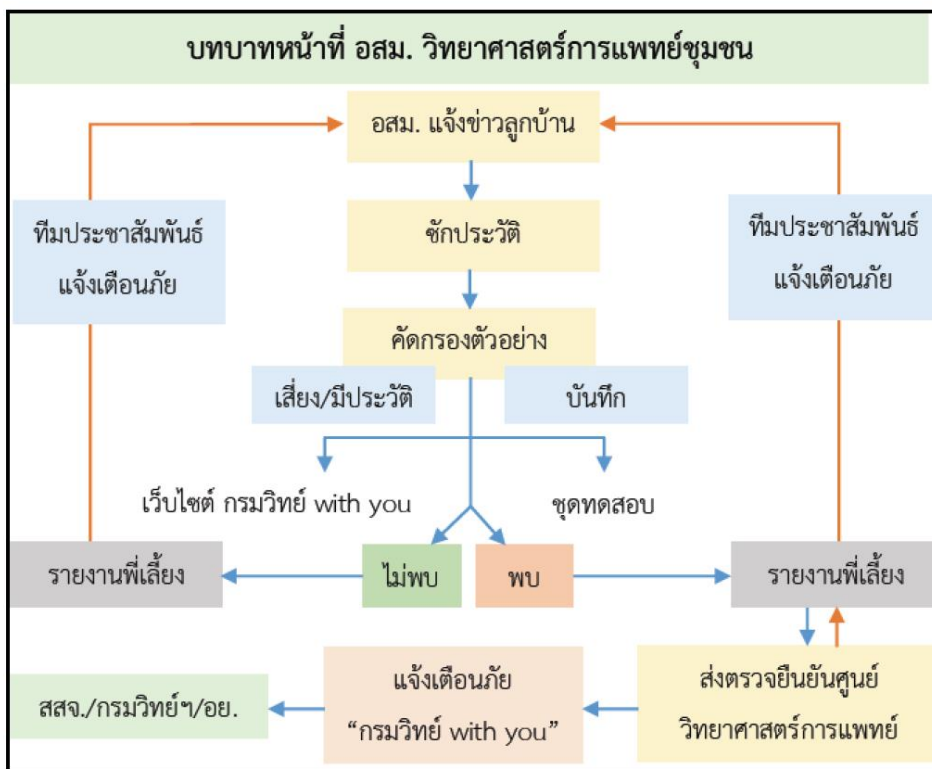 บทบาทหน้าที่ อสม. วิทยาศาสตร์การแพทย์ชุมชน
อสม. แจ้งข่าวลูกบ้าน
ทีมประชาสัมพันธ์
แจ้งเตือนภัย
ซักประวัติ
ทีมประชาสัมพันธ์
แจ้งเตือนภัย
คัดกรองตัวอย่าง
เสี่ยง/มีประวัติ
บันทึก
เว็บไซต์ กรมวิทย์ with you
ชุดทดสอบ
รายงานพี่เลี้ยง
ไม่พบ
พบ
รายงานพี่เลี้ยง
สสจ./กรมวิทย์ฯ/อย.
แจ้งเตือนภัย
“กรมวิทย์ with you”
ส่งตรวจยืนยันศูนย์
วิทยาศาสตร์การแพทย์